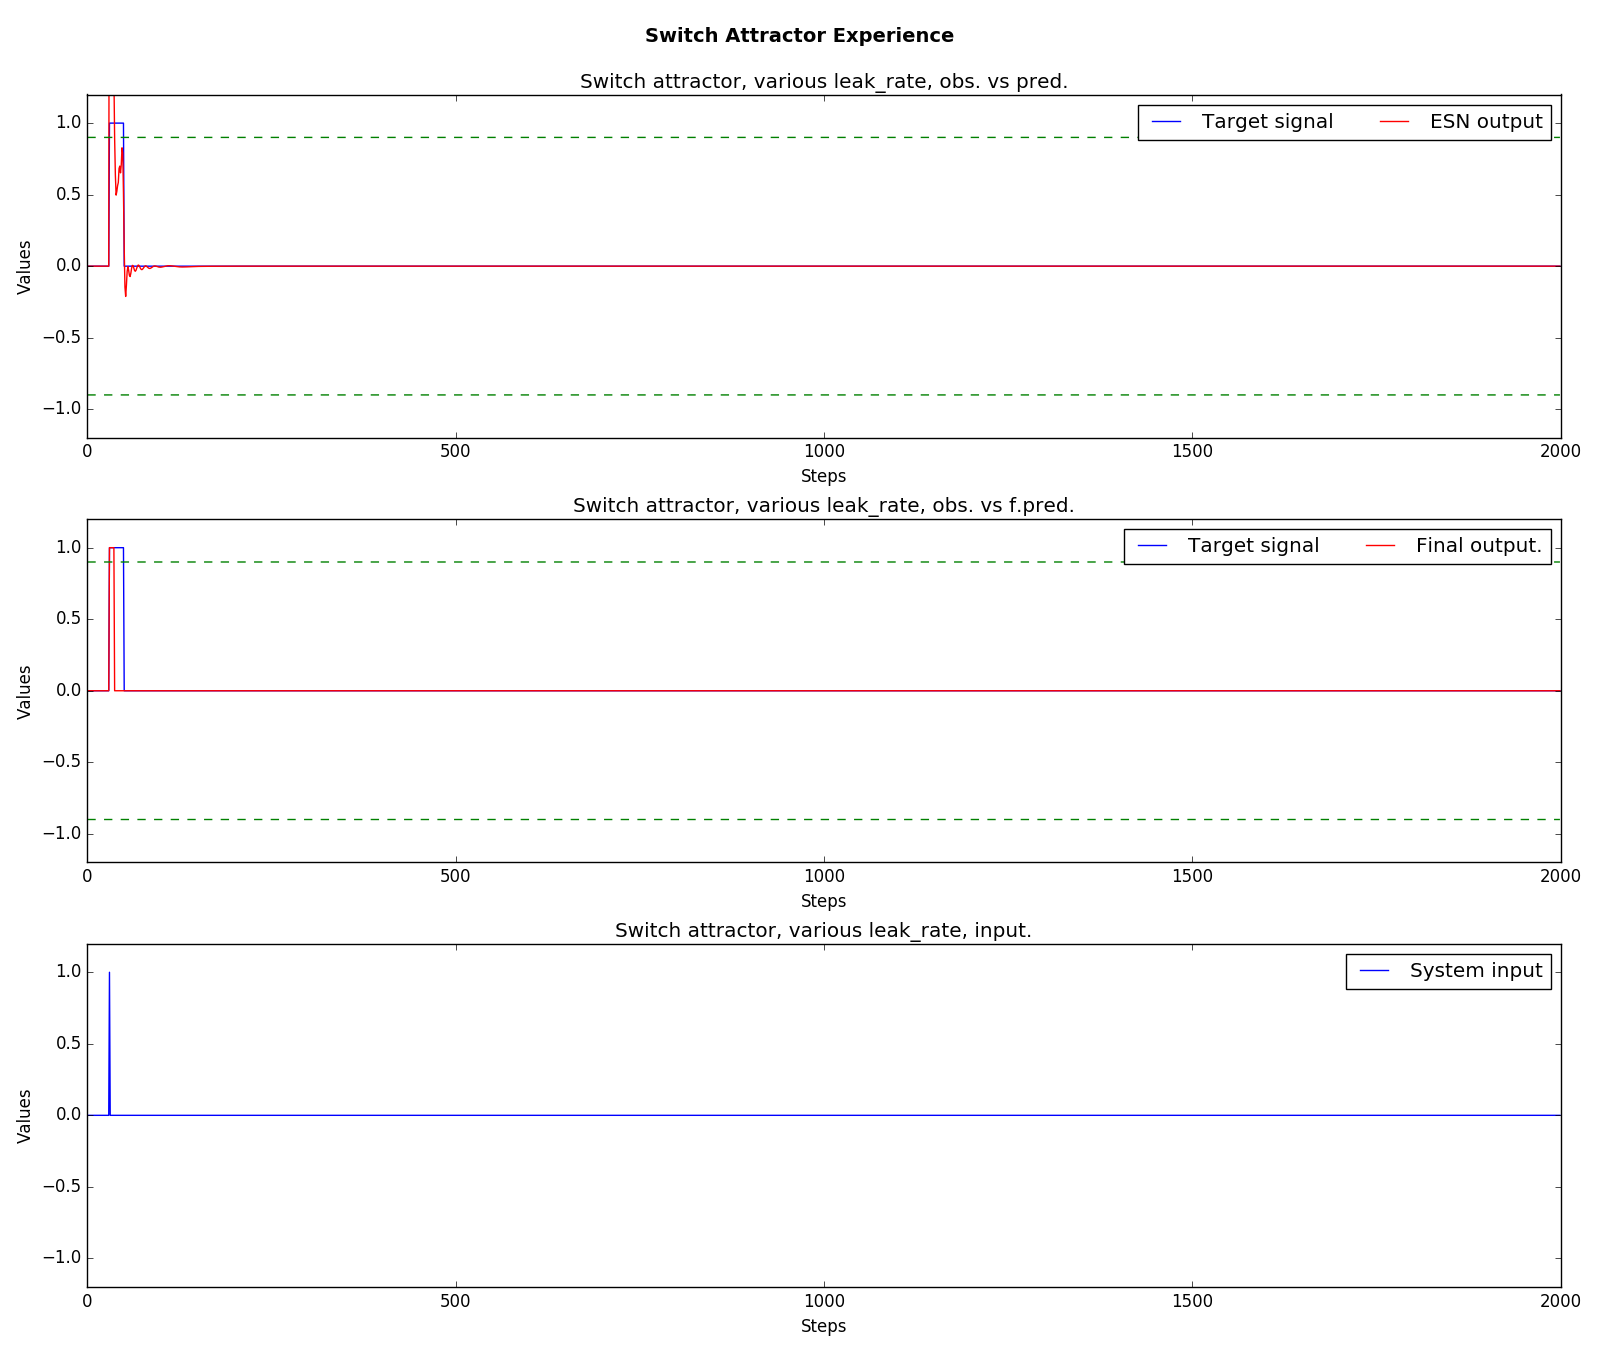 Switch Attractor Experience
Switch attractor, various leak_rate, obs. vs pred.
Target signal ESN output
1.0
0.5
0.0
−0.5
−1.0
Values
0 500 1000 1500 2000
Steps
Switch attractor, various leak_rate, obs. vs f.pred.
Target signal Final output.
1.0
0.5
0.0
−0.5
−1.0
Values
0 500 1000 1500 2000
Steps
Switch attractor, various leak_rate, input.
System input
1.0
0.5
0.0
−0.5
−1.0
Values
0 500 1000 1500 2000
Steps